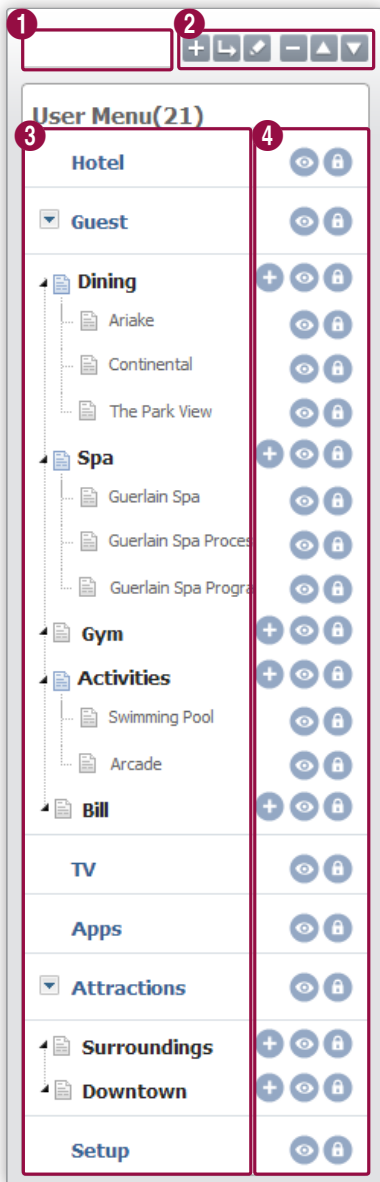 1
2
User Menu(21)
3
4
Hotel
Guest
Dining
Ariake
Continental
The Park View
Spa
Guerlain Spa
Guerlain Spa Proces
Guerlain Spa Progra
Gym
Activities
Swimming Pool
Arcade
Bill
TV
Apps
Attractions
Surroundings
Downtown
Setup